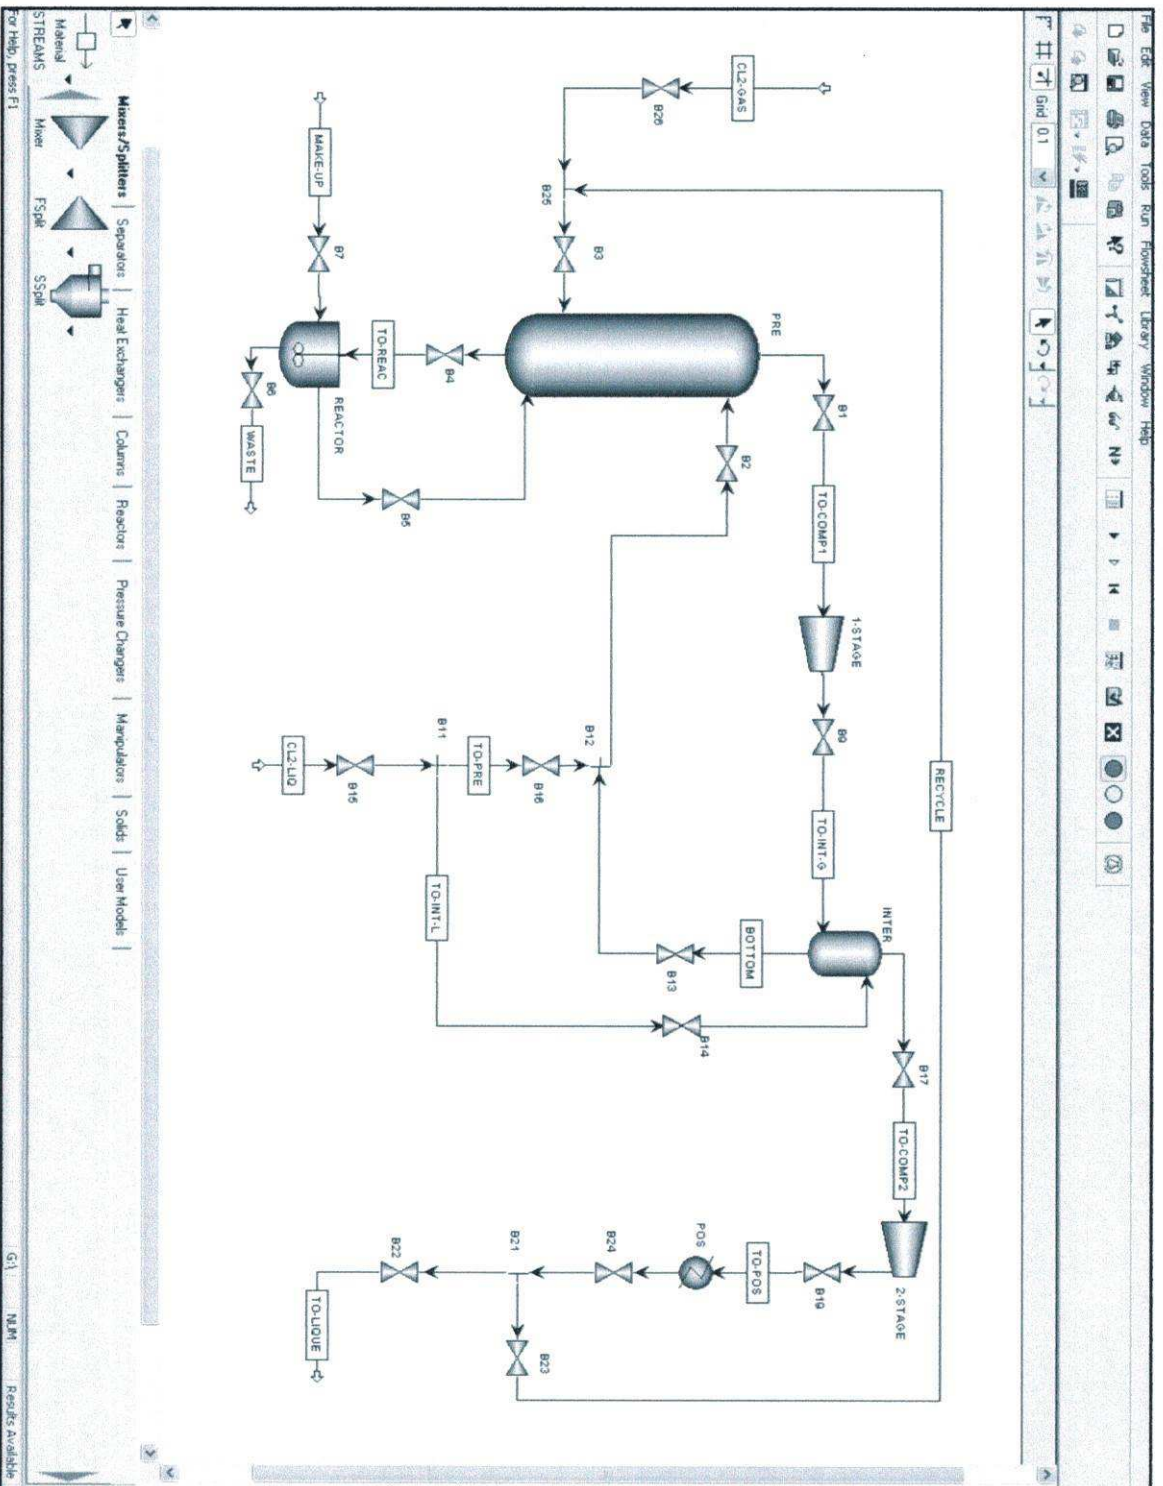 File Edit View Data Tools Run Flowsheet Library Window Help
N>
Grid 0.1
RECYCLE
CL2-GAS
B26
B25
B3
PRE
B1
TO-COMP1
1-STAGE
B9
TO-INT-G
INTER
B17
TO-COMP2
2-STAGE
B19
TO-POS
POS
B24
B21
B23
B22
TO-LIQUE
B2
BOTTOM
B13
B14
B12
B16
TO-PRE
B11
TO-INT-L
B15
CL2-LIQ
MAKE-UP
B7
B4
TO-REAC
REACTOR
B5
B6
WASTE
Mixers/Splitters | Separators | Heat Exchangers | Columns | Reactors | Pressure Changers | Manipulators | Solids | User Models |
Material
STREAMS
Mixer
FSplit
SSplit
For Help, press F1
G:\
NUM
Results Available